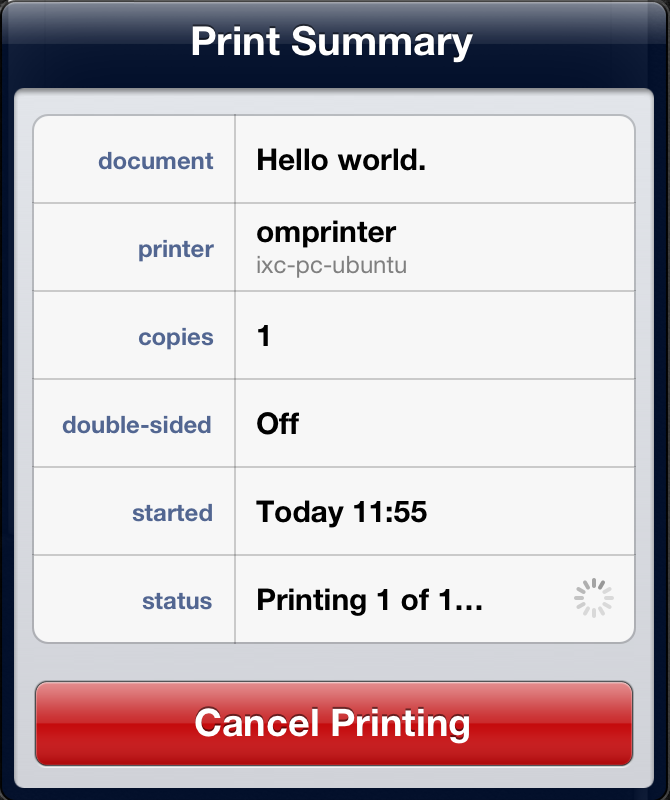 Print Summary
document Hello world.
printer omprinter
ixc-pc-ubuntu
copies 1
double-sided Off
started Today 11:55
status Printing 1 of 1...
Cancel Printing